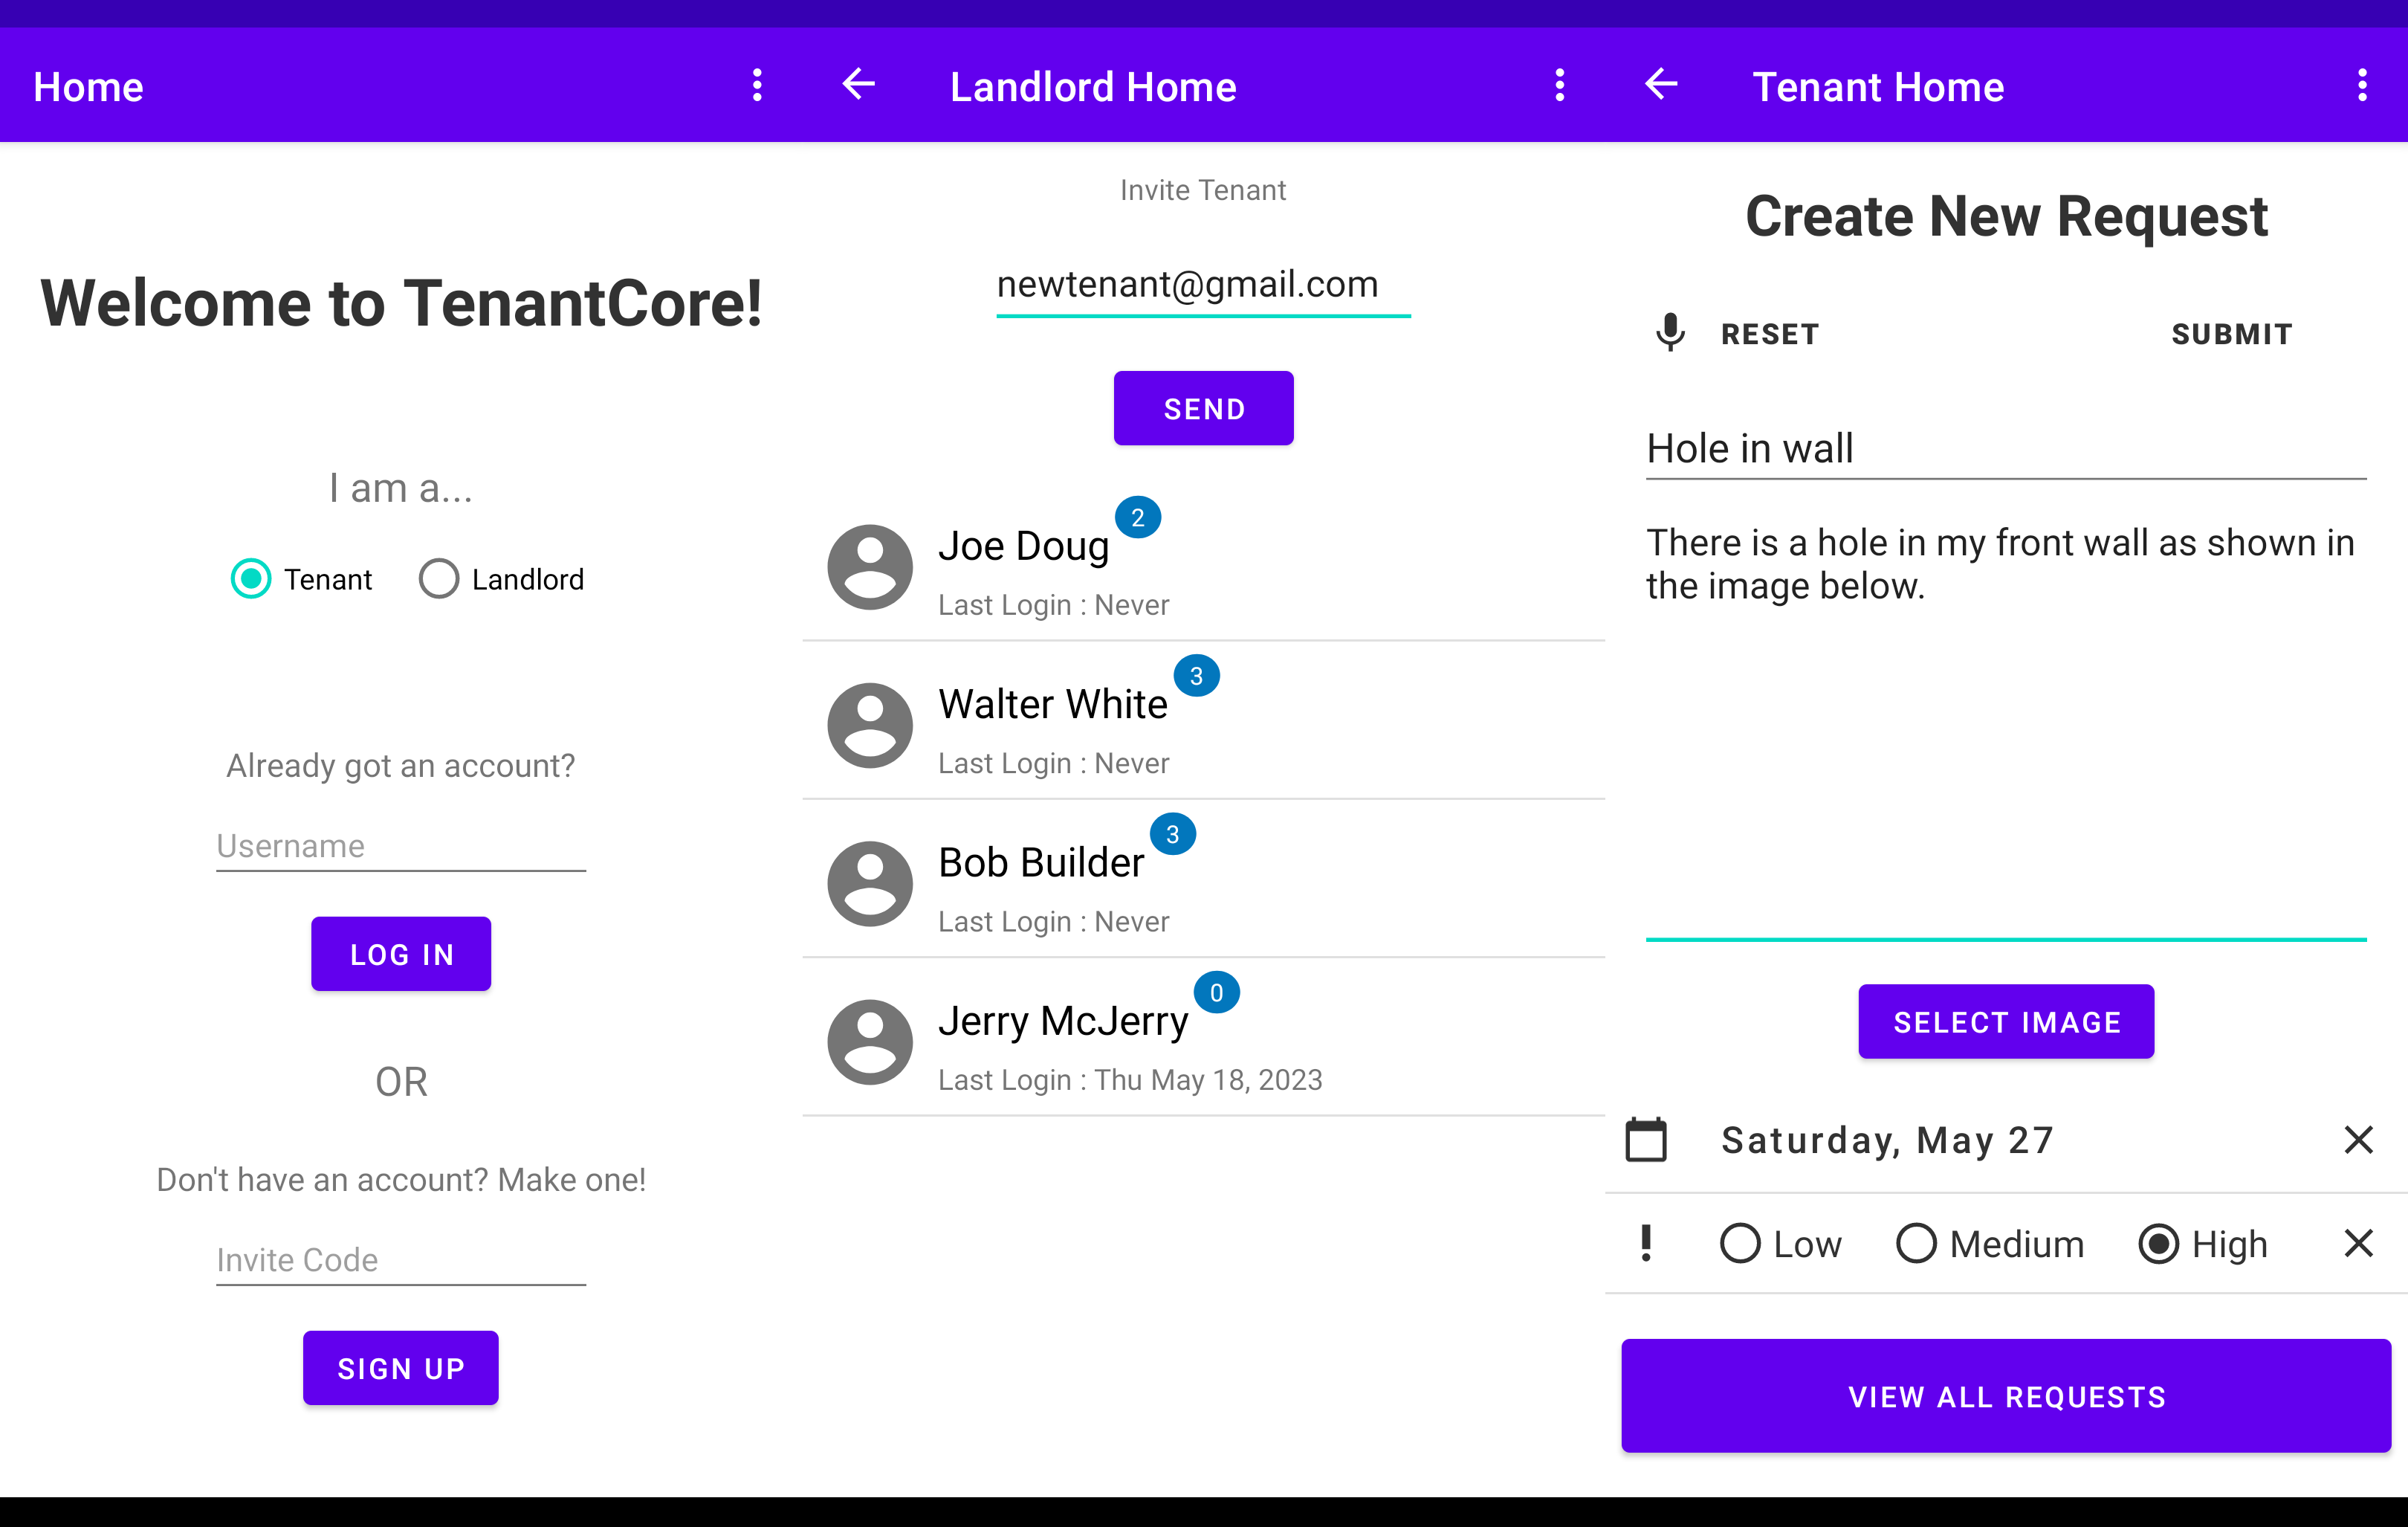 Home
Welcome to TenantCore!
I am a...
Tenant Landlord
Already got an account?
Username
LOG IN
OR
Don't have an account? Make one!
Invite Code
SIGN UP
Landlord Home
Invite Tenant
newtenant@gmail.com
SEND
Joe Doug 2
Last Login : Never
Walter White 3
Last Login : Never
Bob Builder 3
Last Login : Never
Jerry McJerry 0
Last Login : Thu May 18, 2023
Tenant Home
Create New Request
RESET SUBMIT
Hole in wall
There is a hole in my front wall as shown in
the image below.
SELECT IMAGE
Saturday, May 27
Low Medium High
VIEW ALL REQUESTS